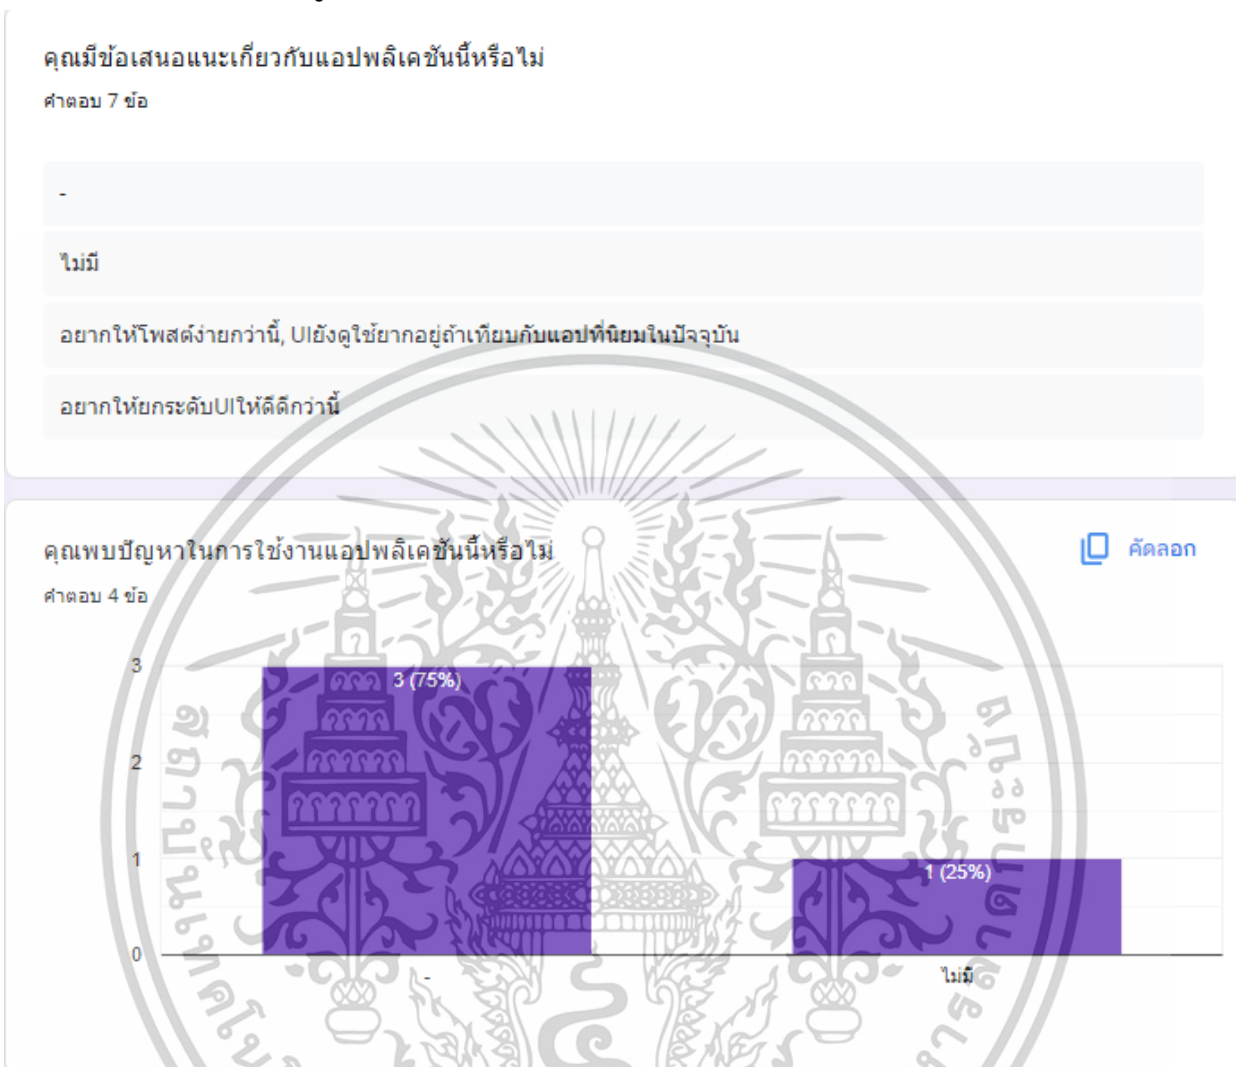 คุณมีข้อเสนอแนะเกี่ยวกับแอปพลิเคชันนี้หรือไม่
คำตอบ 7 ข้อ
-
ไม่มี
อยากให้โพสต์ง่ายกว่านี้, UIยังดูใช้ยากอยู่ถ้าเทียบกับแอปที่นิยมในปัจจุบัน
อยากให้ยกระดับUIให้ดีดีกว่านี้
คุณพบปัญหาในการใช้งานแอปพลิเคชันนี้หรือไม่
คัดลอก
คำตอบ 4 ข้อ
3
3 (75%)
2
1
1 (25%)
0
-
ไม่มี